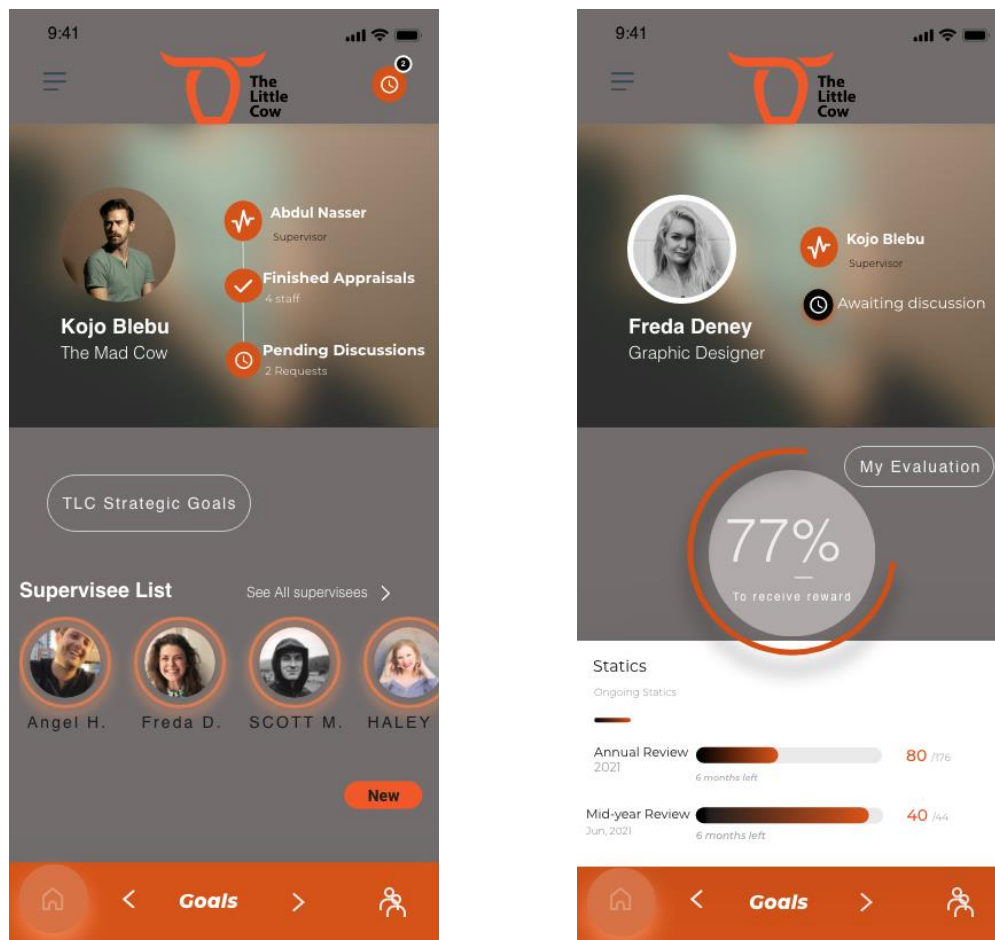 9:41
The
Little
Cow
2
Abdul Nasser
Supervisor
Finished Appraisals
4 staff
Pending Discussions
2 Requests
Kojo Blebu
The Mad Cow
TLC Strategic Goals
Supervisee List
See All supervisees
Angel H.
Freda D.
SCOTT M.
HALEY
New
Goals
9:41
The
Little
Cow
Kojo Blebu
Supervisor
Awaiting discussion
Freda Deney
Graphic Designer
My Evaluation
77%
To receive reward
Statics
Ongoing Statics
Annual Review
2021
80 /176
6 months left
Mid-year Review
Jun, 2021
40 /44
6 months left
Goals